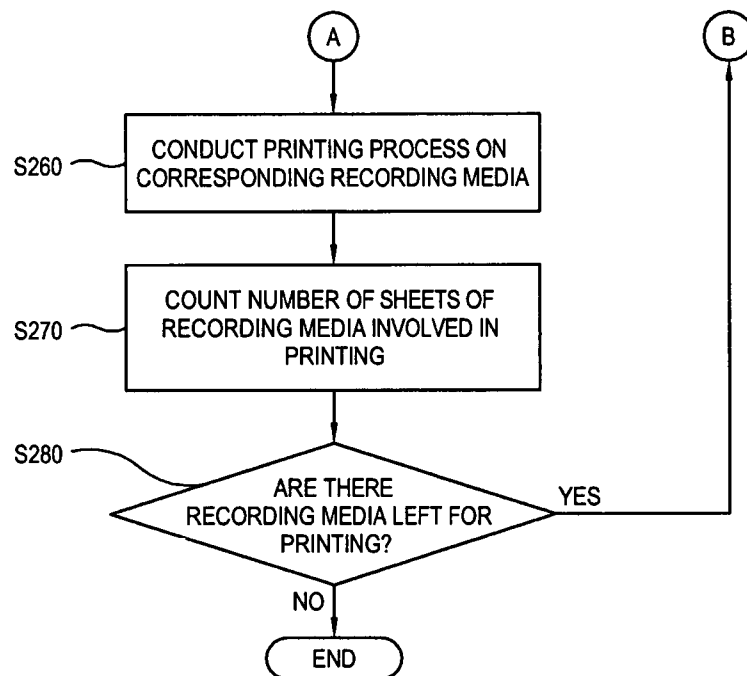 A
B
S260
CONDUCT PRINTING PROCESS ON
CORRESPONDING RECORDING MEDIA
S270
COUNT NUMBER OF SHEETS OF
RECORDING MEDIA INVOLVED IN
PRINTING
S280
ARE THERE
RECORDING MEDIA LEFT FOR
PRINTING?
YES
NO
END